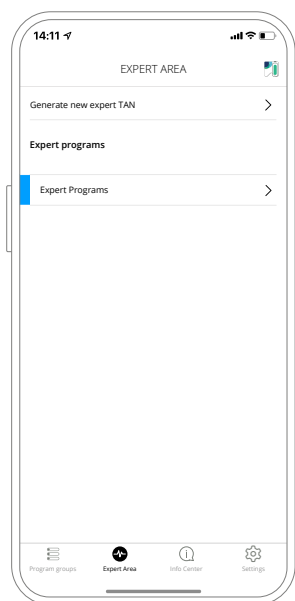 14:11
EXPERT AREA
Generate new expert TAN
Expert programs
Expert Programs
Program groups
Expert Area
Info Center
Settings